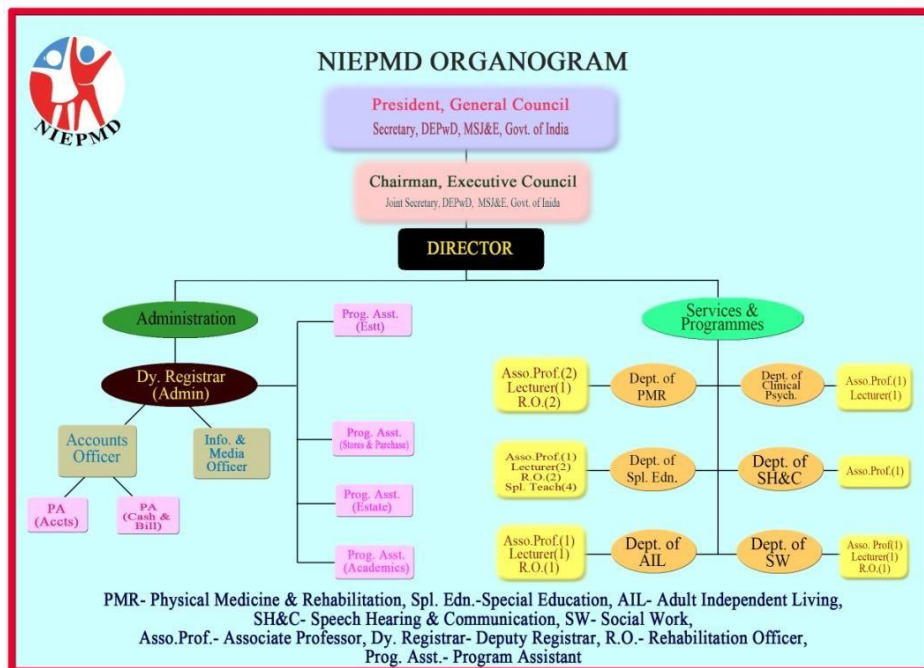 NIEPMD
NIEPMD ORGANOGRAM
President, General Council
Secretary, DEPwD, MSJ&E, Govt. of India
Chairman, Executive Council
Joint Secretary, DEPwD, MSJ&E, Govt. of Inida
DIRECTOR
Administration
Dy. Registrar
(Admin)
Accounts
Officer
Info. &
Media
Officer
PA
(Accts)
PA
(Cash &
Bill)
Prog. Asst.
(Estt)
Prog. Asst.
(Stores & Purchase)
Prog. Asst.
(Estate)
Prog. Asst.
(Academics)
Services &
Programmes
Asso.Prof.(2)
Lecturer(1)
R.O.(2)
Dept. of
PMR
Dept. of
Clinical
Psych.
Asso.Prof.(1)
Lecturer(1)
Asso.Prof.(1)
Lecturer(2)
R.O.(2)
Spl. Teach(4)
Dept. of
Spl. Edn.
Dept. of
SH&C
Asso.Prof.(1)
Asso.Prof.(1)
Lecturer(1)
R.O.(1)
Dept. of
AIL
Dept. of
SW
Asso. Prof(1)
Lecturer(1)
R.O.(1)
PMR- Physical Medicine & Rehabilitation, Spl. Edn.-Special Education, AIL- Adult Independent Living,
SH&C- Speech Hearing & Communication, SW- Social Work,
Asso.Prof.- Associate Professor, Dy. Registrar- Deputy Registrar, R.O.- Rehabilitation Officer,
Prog. Asst.- Program Assistant